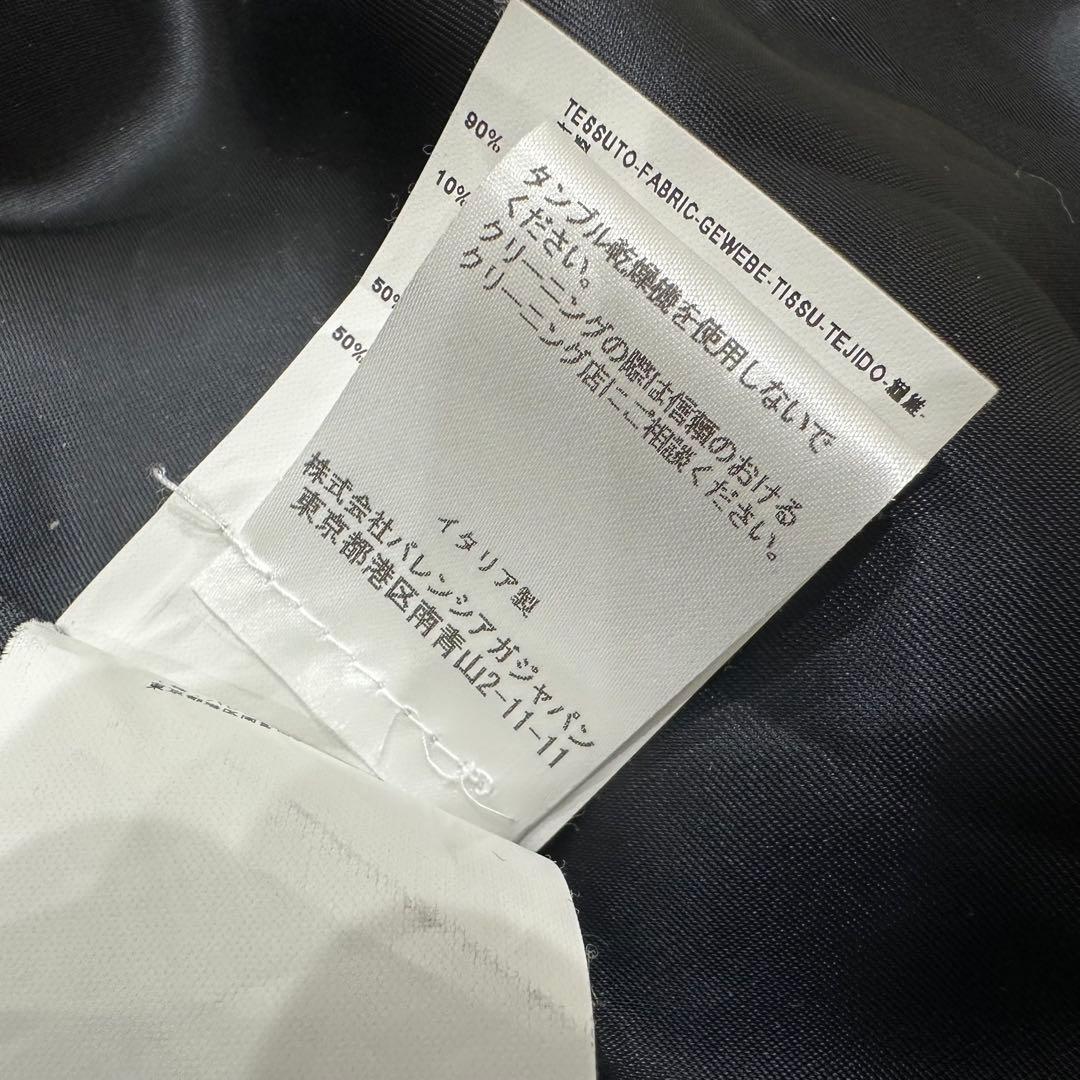 TESSUTO-FABRIC-GEWEBE-TISSU-TEJİDO-組維-
90%
10%
50%
50%
タンブル乾燥機を使用しないで
ください。
クリーニングの際は信頼のおける
クリーニング店にご相談ください。
イタリア製
株式会社バレンシアガジャパン
東京都港区南青山2-11-11